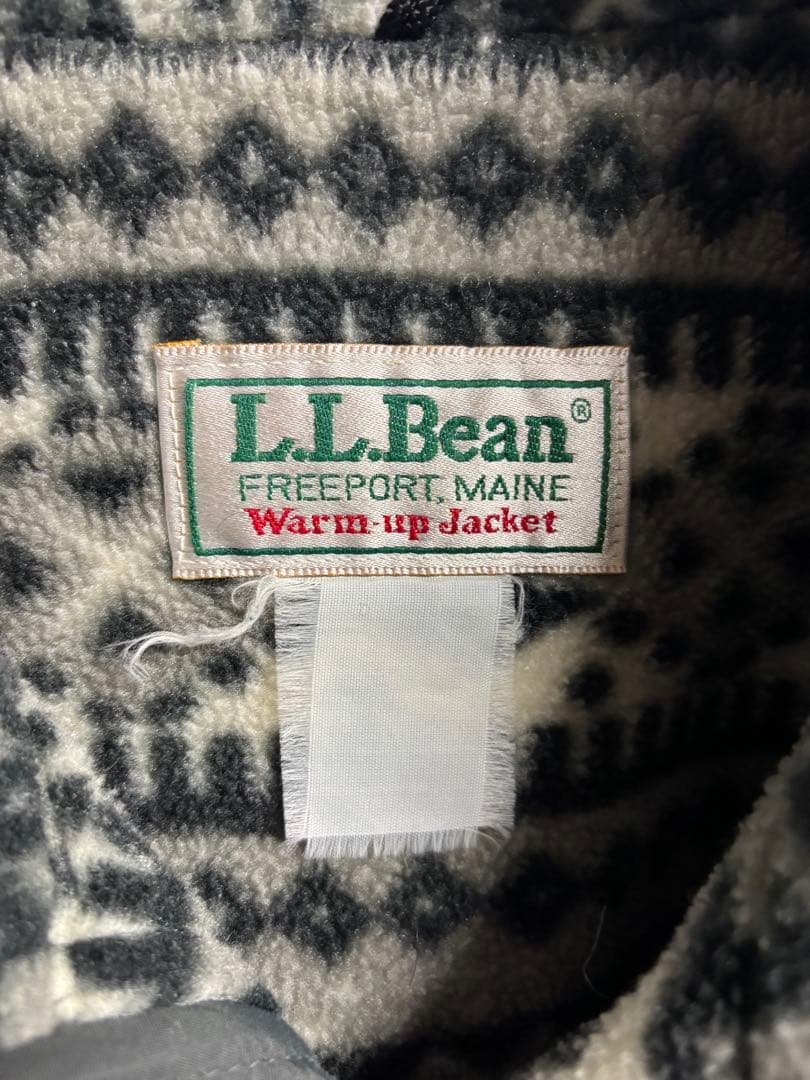 L.L.Bean®
FREEPORT, MAINE
Warm-up Jacket